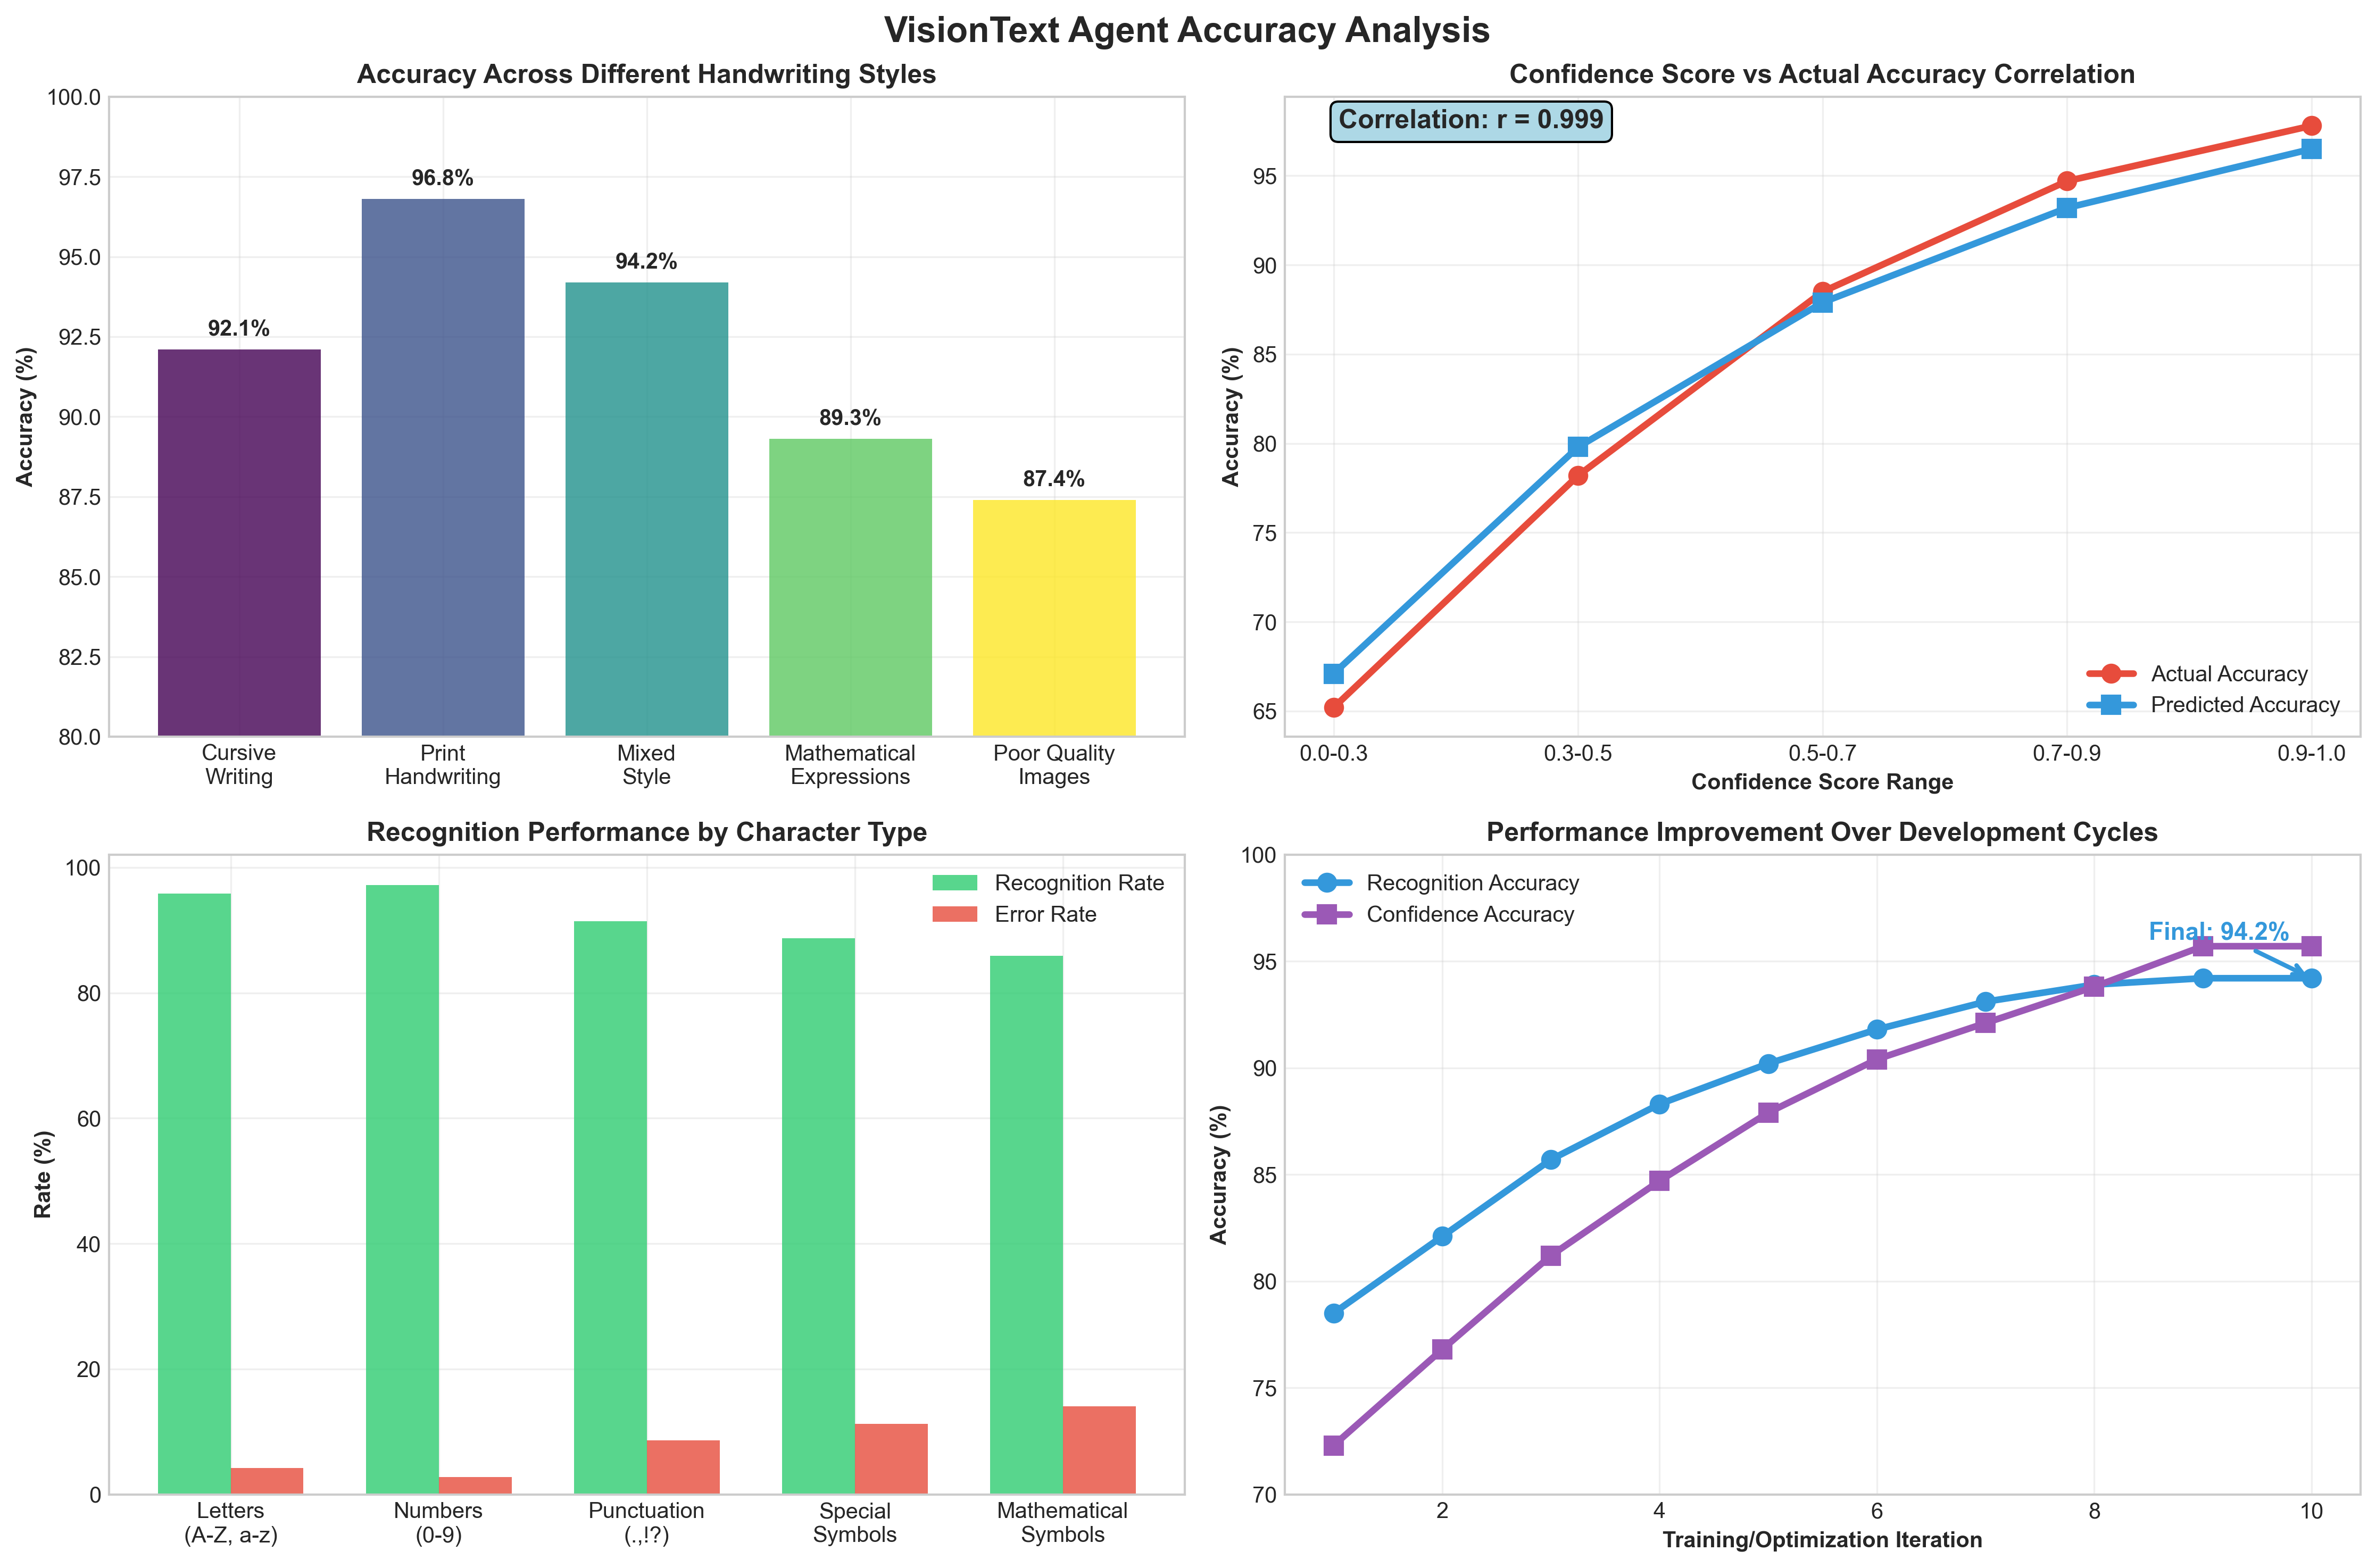 VisionText Agent Accuracy Analysis
Accuracy Across Different Handwriting Styles
Accuracy (%)
100.0
97.5
95.0
92.5
90.0
87.5
85.0
82.5
80.0
92.1%
96.8%
94.2%
89.3%
87.4%
Cursive
Writing
Print
Handwriting
Mixed
Style
Mathematical
Expressions
Poor Quality
Images
Confidence Score vs Actual Accuracy Correlation
Correlation: r = 0.999
Accuracy (%)
95
90
85
80
75
70
65
Actual Accuracy
Predicted Accuracy
0.0-0.3
0.3-0.5
0.5-0.7
0.7-0.9
0.9-1.0
Confidence Score Range
Recognition Performance by Character Type
Rate (%)
100
80
60
40
20
0
Recognition Rate
Error Rate
Letters
(A-Z, a-z)
Numbers
(0-9)
Punctuation
(.,!?)
Special
Symbols
Mathematical
Symbols
Performance Improvement Over Development Cycles
Accuracy (%)
100
95
90
85
80
75
70
Recognition Accuracy
Confidence Accuracy
Final: 94.2%
2
4
6
8
10
Training/Optimization Iteration